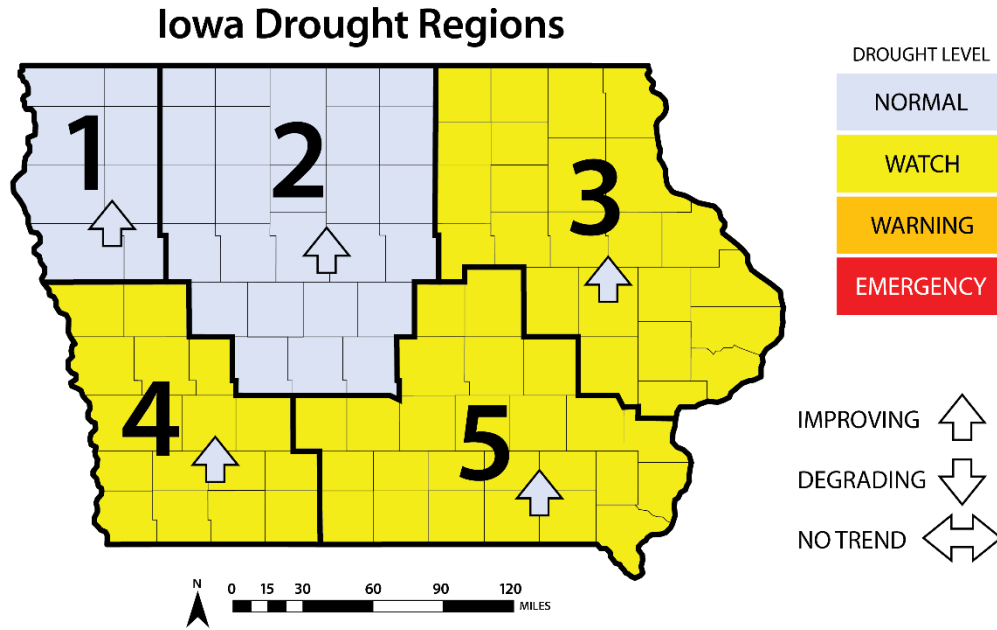 Iowa Drought Regions
DROUGHT LEVEL
NORMAL
WATCH
WARNING
EMERGENCY
1
2
3
4
5
IMPROVING
DEGRADING
NO TREND
N
0 15 30 60 90 120
MILES